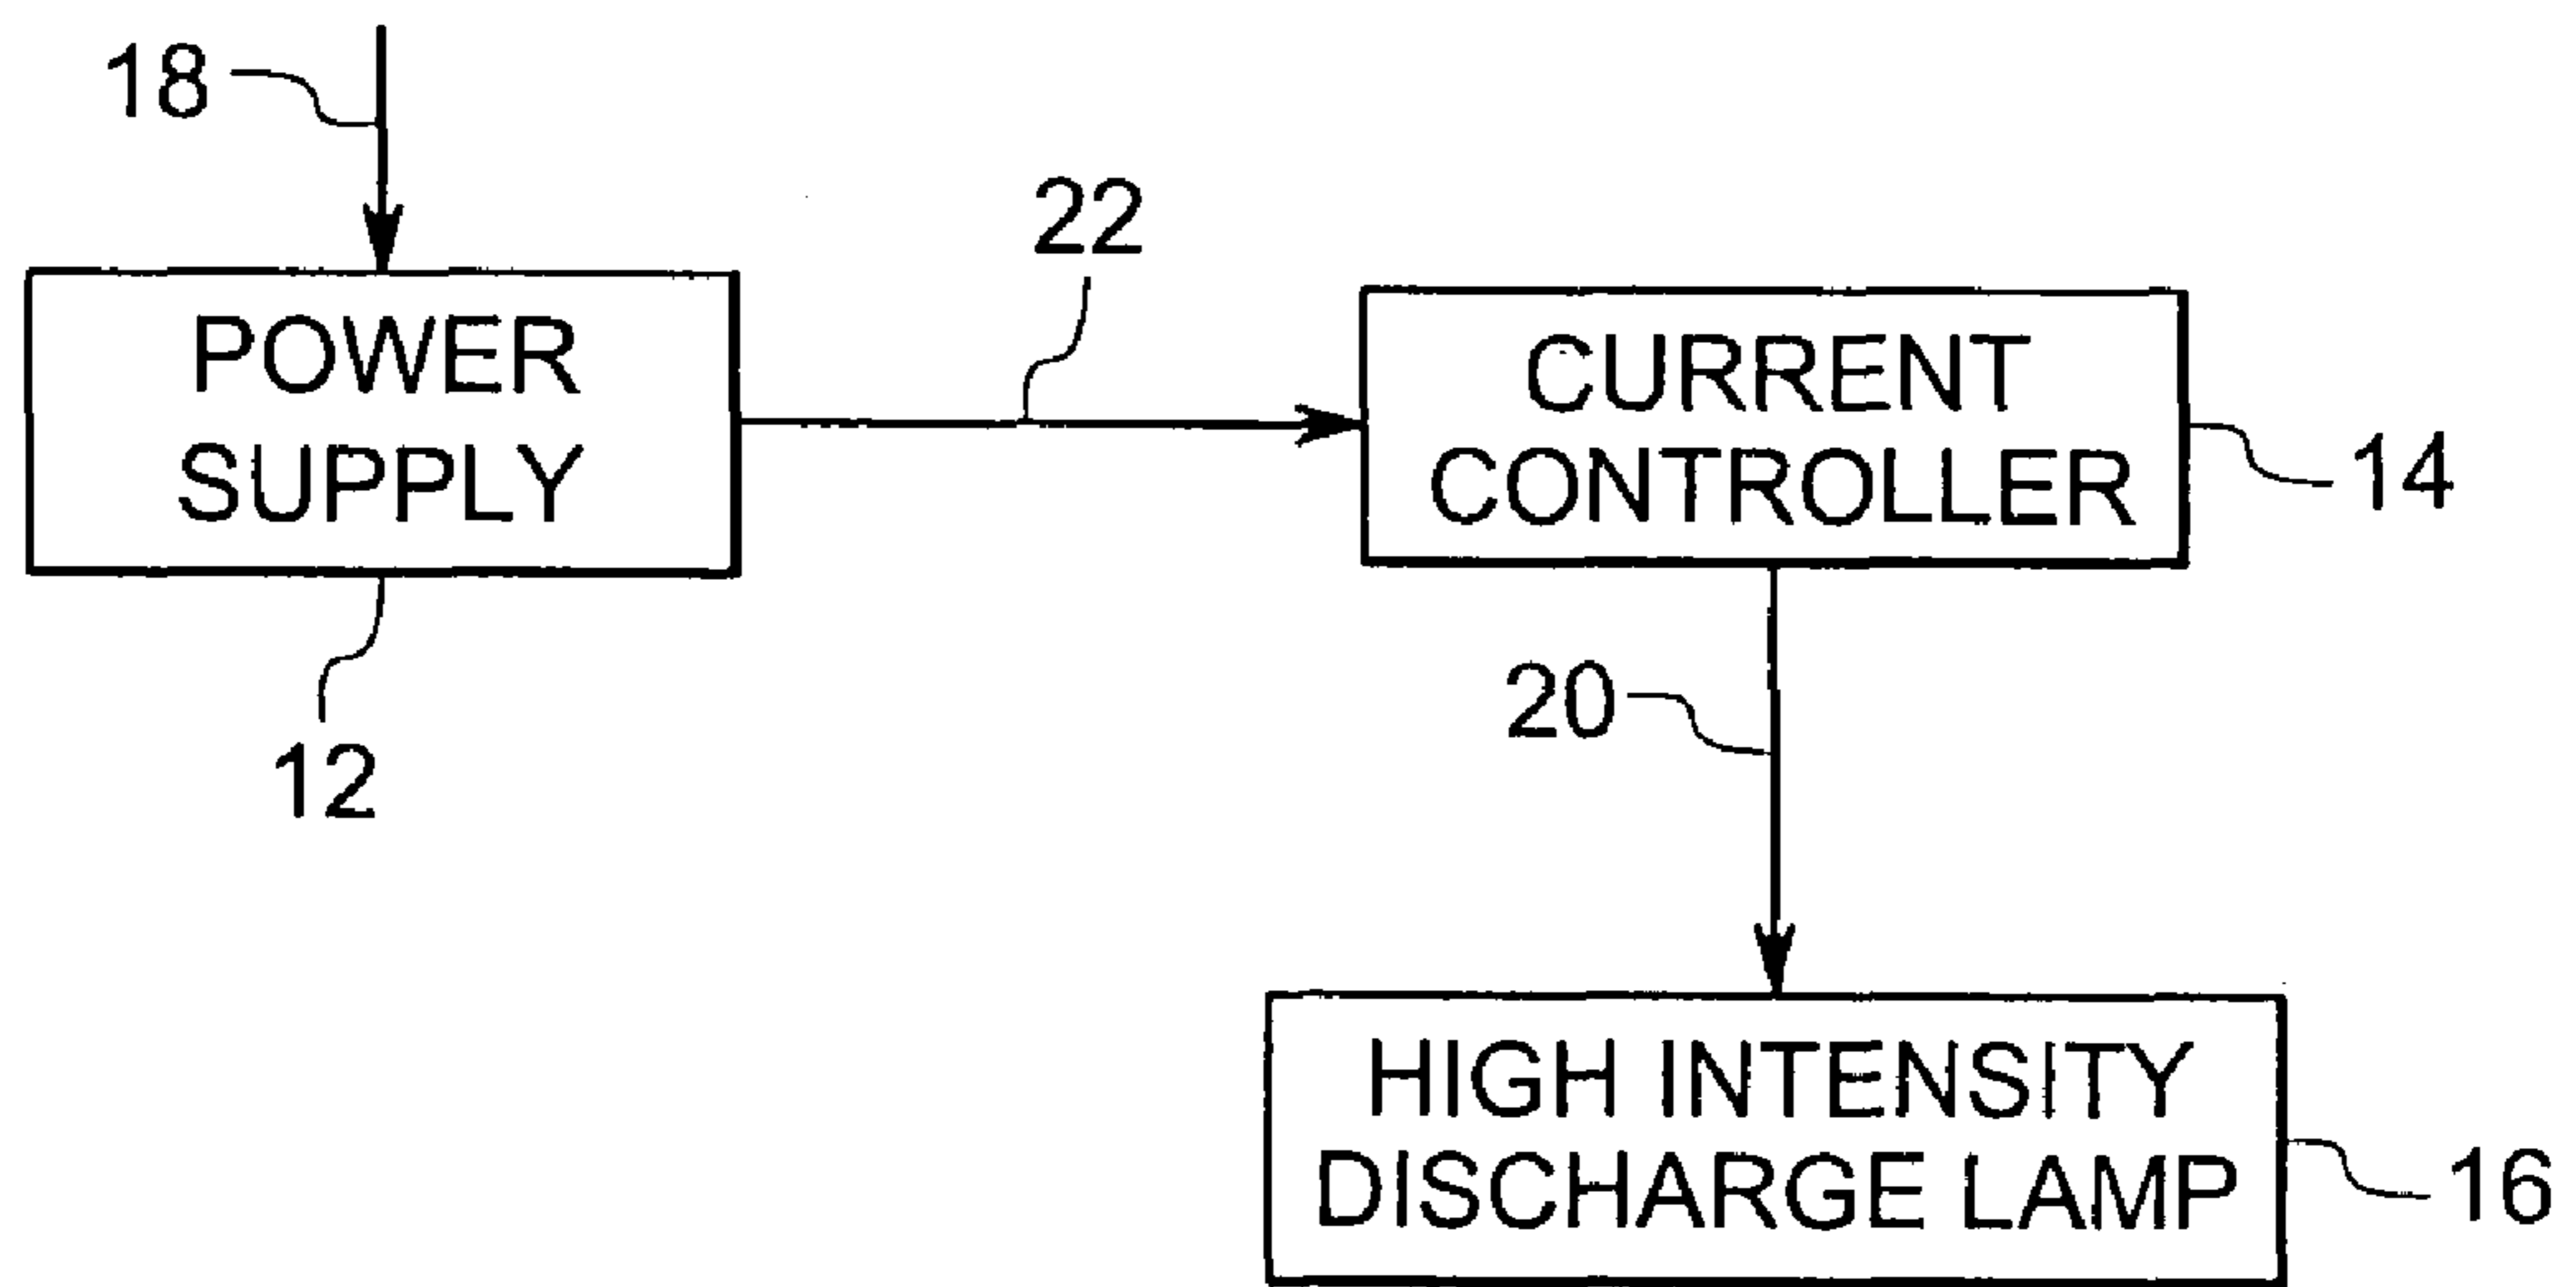 18
22
POWER
SUPPLY
CURRENT
CONTROLLER
14
20
12
HIGH INTENSITY
DISCHARGE LAMP
16